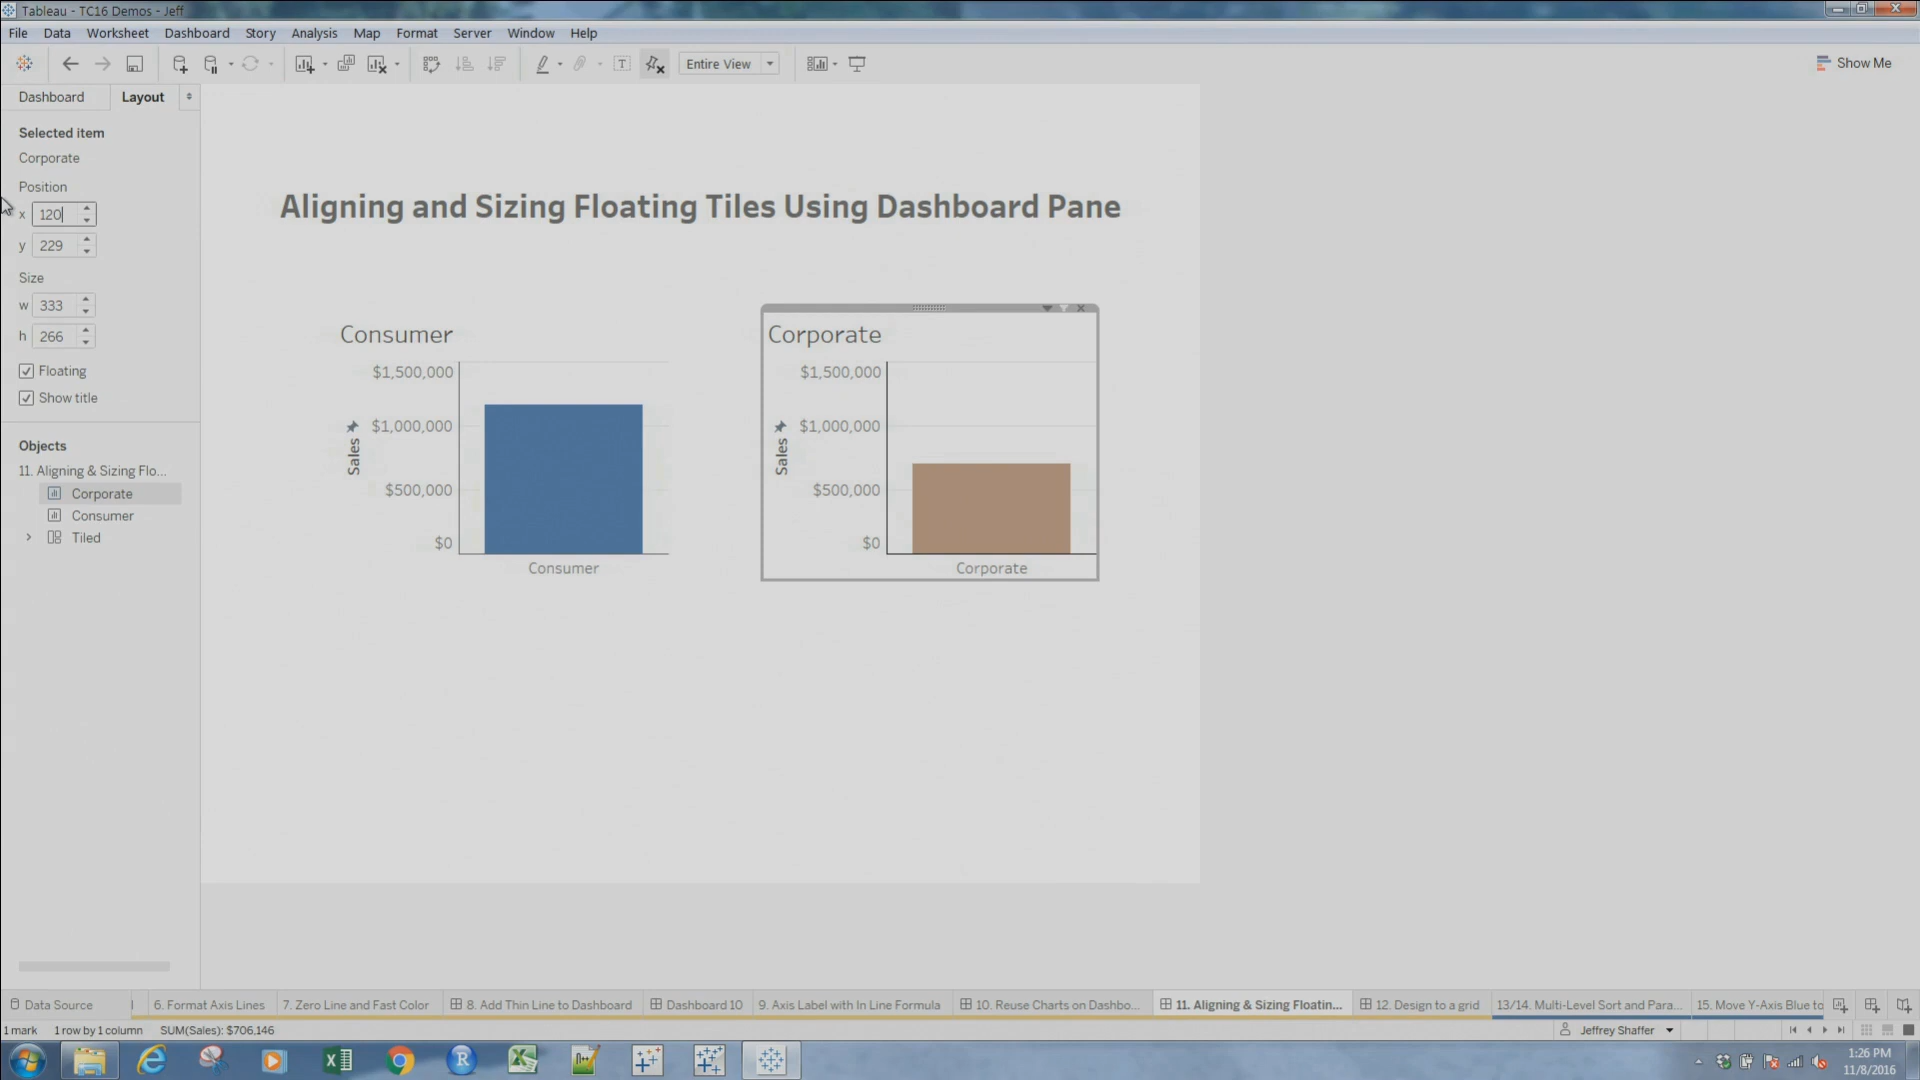 Tableau - TC16 Demos - Jeff
File Data Worksheet Dashboard Story Analysis Map Format Server Window Help
Entire View
Show Me
Dashboard Layout
Selected item
Corporate
Position
x 120
y 229
Size
w 333
h 266
Floating
Show title
Objects
11. Aligning & Sizing Flo...
Corporate
Consumer
Tiled
Aligning and Sizing Floating Tiles Using Dashboard Pane
Consumer
$1,500,000
$1,000,000
$500,000
$0
Sales
Consumer
Corporate
$1,500,000
$1,000,000
$500,000
$0
Sales
Corporate
Data Source 6. Format Axis Lines 7. Zero Line and Fast Color 8. Add Thin Line to Dashboard Dashboard 10 9. Axis Label with In Line Formula 10. Reuse Charts on Dashbo... 11. Aligning & Sizing Floatin... 12. Design to a grid 13/14. Multi-Level Sort and Para... 15. Move Y-Axis Blue to
1 mark 1 row by 1 column SUM(Sales): $706,146
Jeffrey Shaffer
1:26 PM
11/8/2016